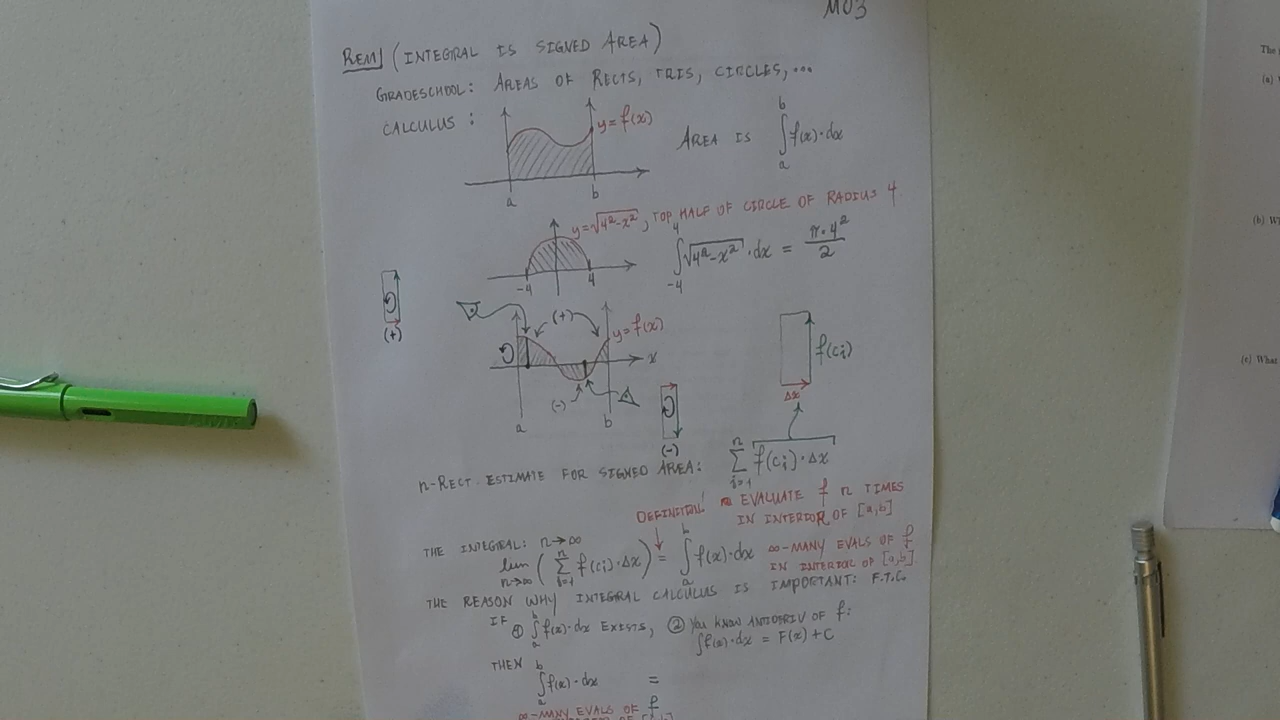 M03
REM (INTEGRAL IS SIGNED AREA)
GRADESCHOOL: AREAS OF RECTS, TRIS, CIRCLES, ...
CALCULUS:
y=f(x)
a
b
AREA IS ∫_a^b f(x)·dx
y=√(4²-x²), TOP HALF OF CIRCLE OF RADIUS 4
-4
4
∫_{-4}^4 √(4²-x²)·dx = π·4²/2
(+)
(+)
y=f(x)
x
(-)
a
b
(-)
f(ci)
Δx
n-RECT. ESTIMATE FOR SIGNED AREA: ∑_{i=1}^n f(ci)·Δx
EVALUATE f n TIMES
IN INTERIOR OF [a,b]
DEFINITION!
THE INTEGRAL: n→∞
lim_{n→∞} (∑_{i=1}^n f(ci)·Δx) = ∫_a^b f(x)·dx
∞-MANY EVALS OF f
IN INTERIOR OF [a,b]
THE REASON WHY INTEGRAL CALCULUS IS IMPORTANT: F.T.C.
IF ① ∫_a^b f(x)·dx EXISTS, ② YOU KNOW ANTIDERIV OF f:
∫f(x)·dx = F(x)+C
THEN
∫_a^b f(x)·dx =
∞-MANY EVALS OF f
The
(a)
(b) W
(c) What